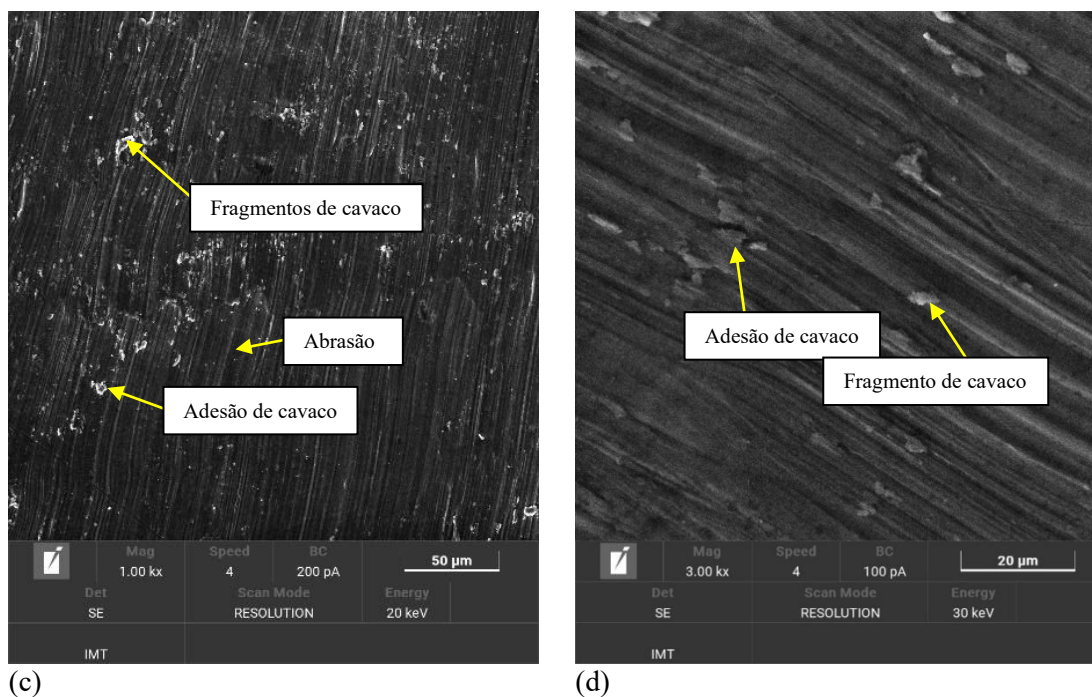 Fragmentos de cavaco
Abrasão
Adesão de cavaco
Mag Speed BC
1.00 kx 4 200 pA 50 µm
Det Scan Mode Energy
SE RESOLUTION 20 keV
IMT
(c)
Adesão de cavaco
Fragmento de cavaco
Mag Speed BC
3.00 kx 4 100 pA 20 µm
Det Scan Mode Energy
SE RESOLUTION 30 keV
IMT
(d)